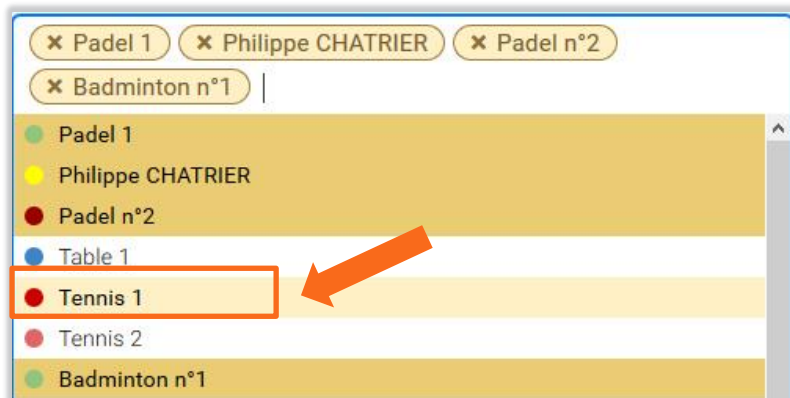 × Padel 1 × Philippe CHATRIER × Padel n°2
× Badminton n°1
Padel 1
Philippe CHATRIER
Padel n°2
Table 1
Tennis 1
Tennis 2
Badminton n°1